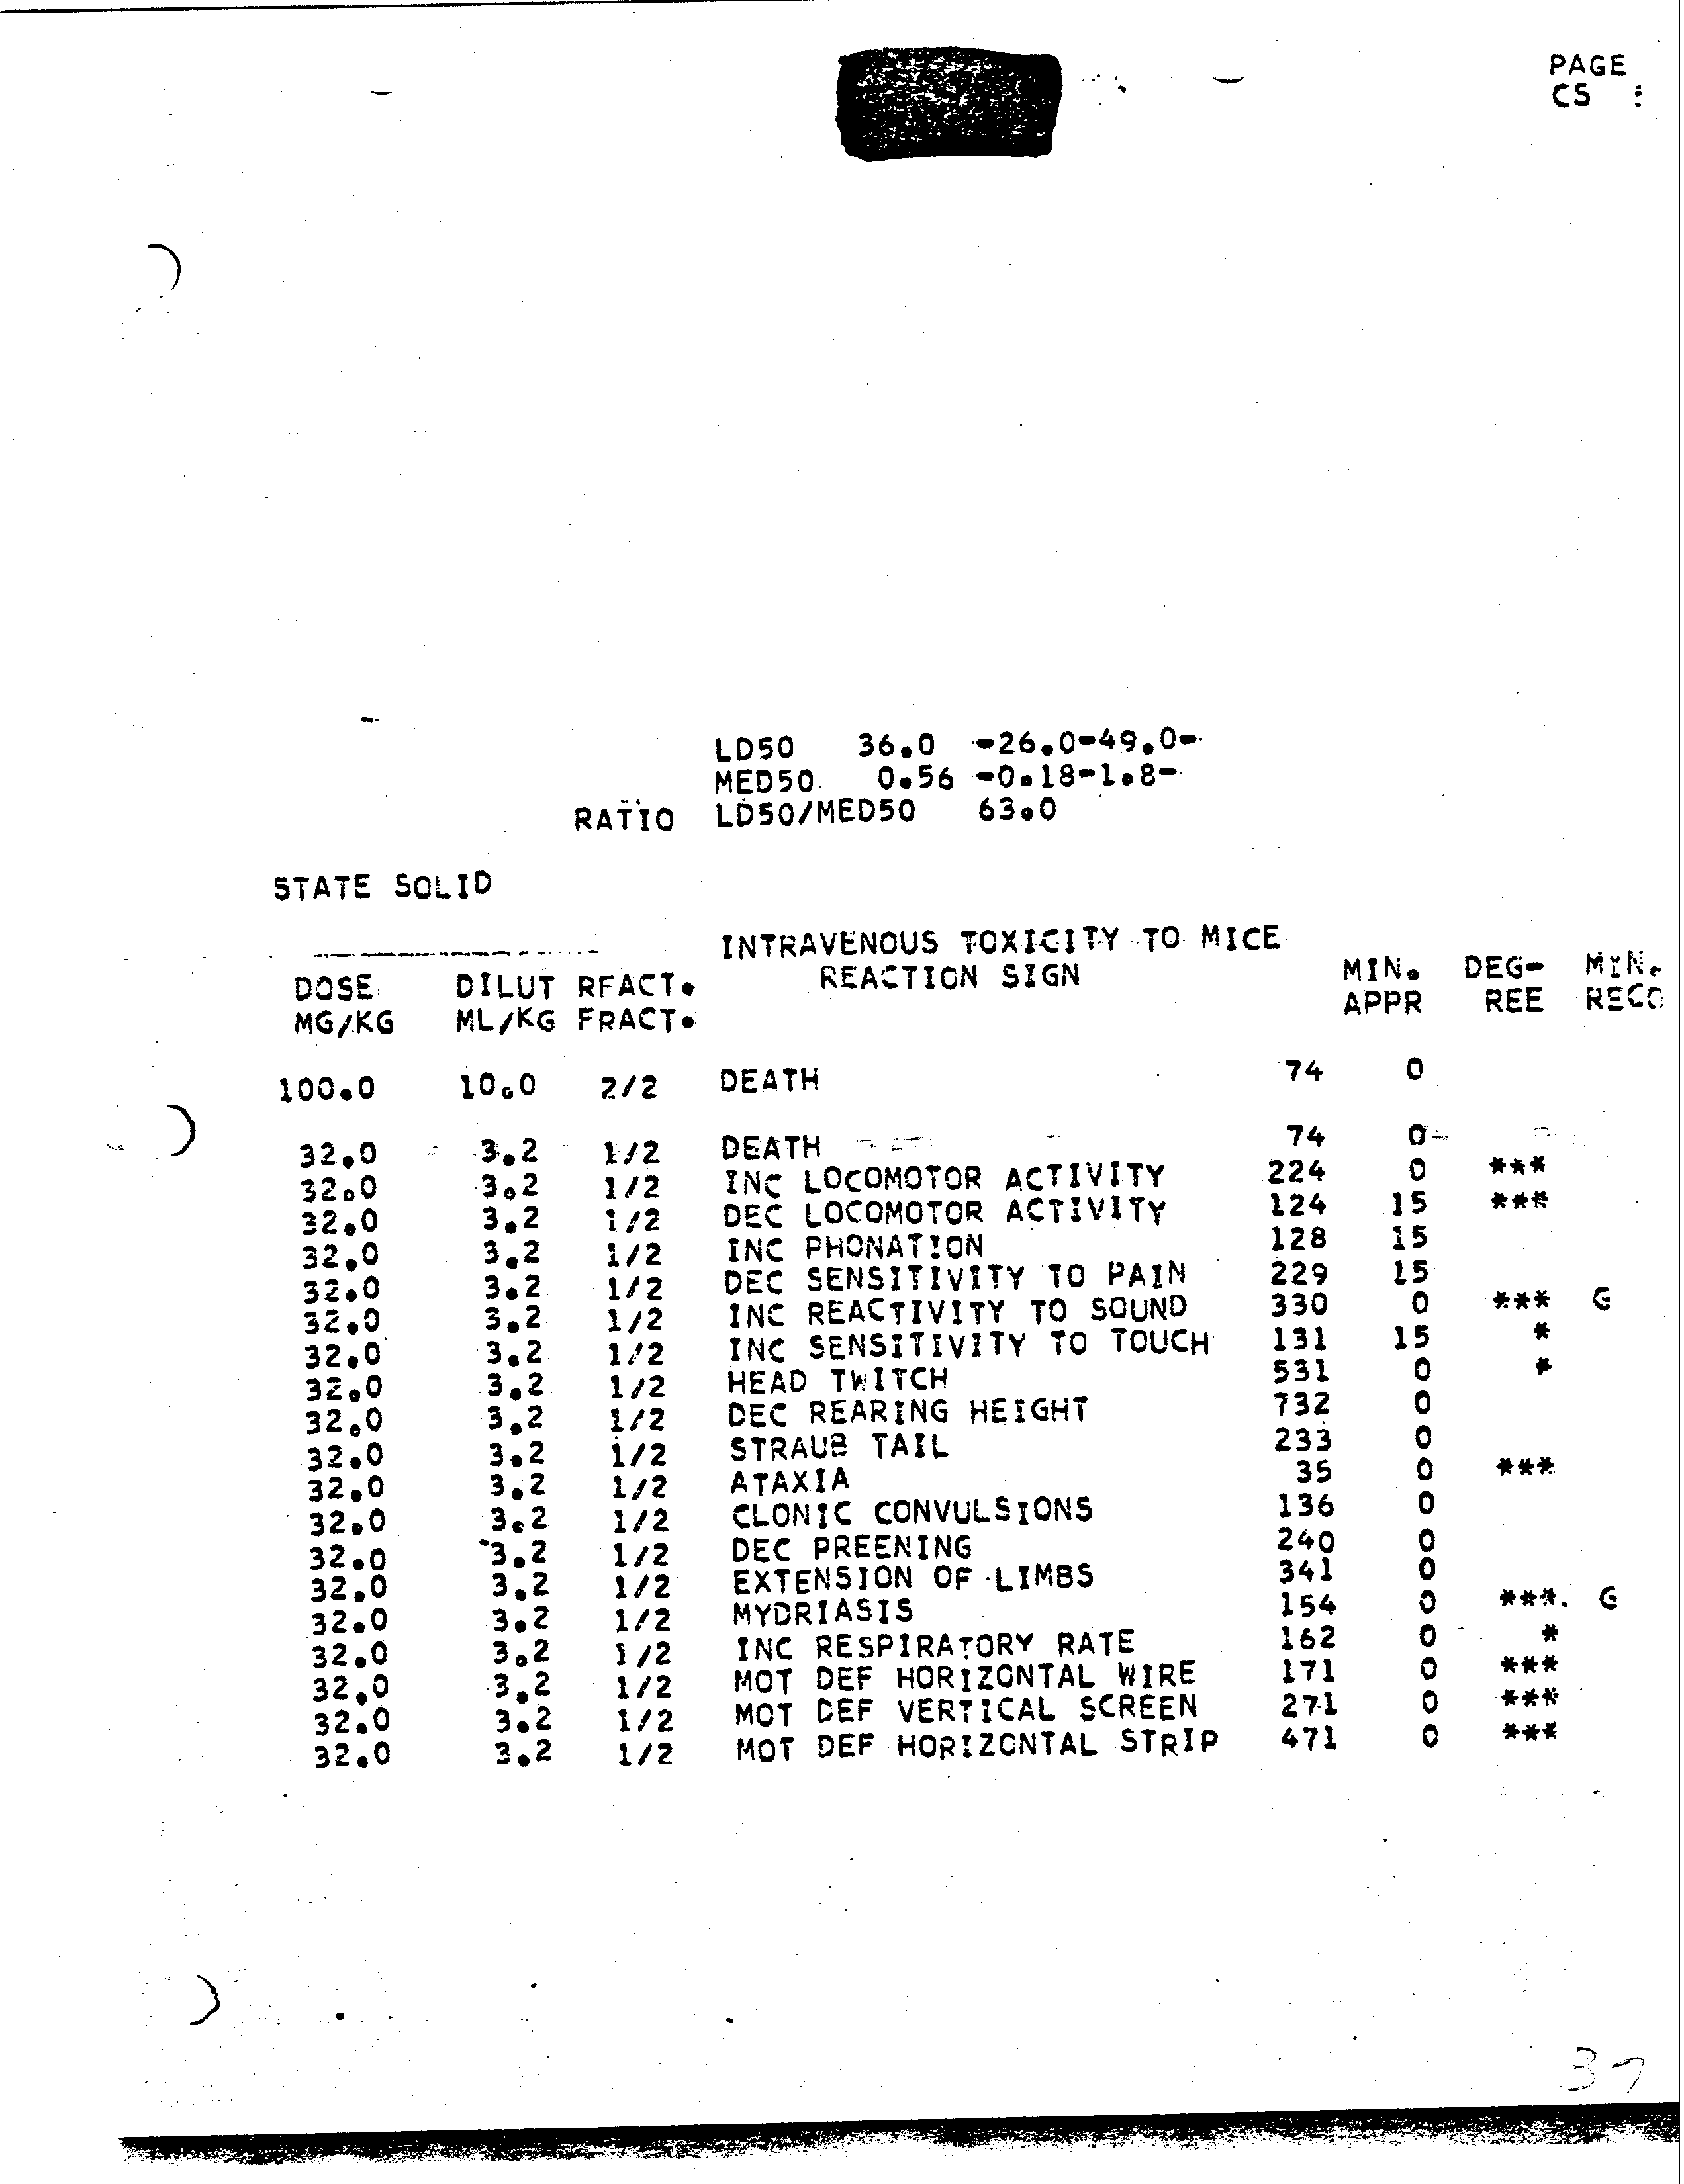 PAGE
CS
LD50 36.0 -26.0-49.0-
MED50 0.56 -0.18-1.8-
RATIO LD50/MED50 63.0
STATE SOLID
INTRAVENOUS TOXICITY TO MICE
DOSE DILUT RFACT. REACTION SIGN MIN. DEG- MIN.
MG/KG ML/KG FRACT. APPR REE RECO
100.0 10.0 2/2 DEATH 74 0
32.0 3.2 1/2 DEATH 74 0
32.0 3.2 1/2 INC LOCOMOTOR ACTIVITY 224 0 ***
32.0 3.2 1/2 DEC LOCOMOTOR ACTIVITY 124 15 ***
32.0 3.2 1/2 INC PHONATION 128 15
32.0 3.2 1/2 DEC SENSITIVITY TO PAIN 229 15
32.0 3.2 1/2 INC REACTIVITY TO SOUND 330 0 *** G
32.0 3.2 1/2 INC SENSITIVITY TO TOUCH 131 15 *
32.0 3.2 1/2 HEAD TWITCH 531 0 *
32.0 3.2 1/2 DEC REARING HEIGHT 732 0
32.0 3.2 1/2 STRAUB TAIL 233 0
32.0 3.2 1/2 ATAXIA 35 0 ***
32.0 3.2 1/2 CLONIC CONVULSIONS 136 0
32.0 3.2 1/2 DEC PREENING 240 0
32.0 3.2 1/2 EXTENSION OF LIMBS 341 0
32.0 3.2 1/2 MYDRIASIS 154 0 ***. G
32.0 3.2 1/2 INC RESPIRATORY RATE 162 0 *
32.0 3.2 1/2 MOT DEF HORIZONTAL WIRE 171 0 ***
32.0 3.2 1/2 MOT DEF VERTICAL SCREEN 271 0 ***
32.0 3.2 1/2 MOT DEF HORIZONTAL STRIP 471 0 ***
37